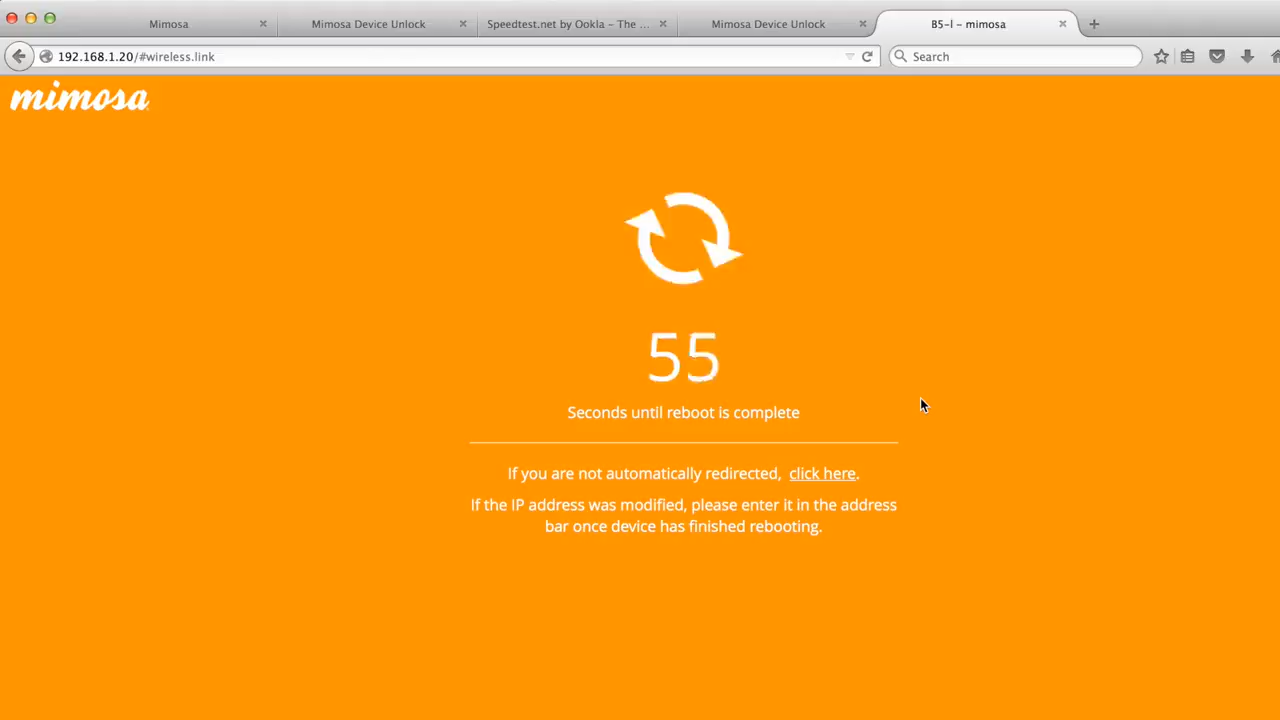 Mimosa
Mimosa Device Unlock
Speedtest.net by Ookla – The ...
Mimosa Device Unlock
B5-l – mimosa
192.168.1.20/#wireless.link
Search
mimosa
55
Seconds until reboot is complete
If you are not automatically redirected, click here.
If the IP address was modified, please enter it in the address
bar once device has finished rebooting.